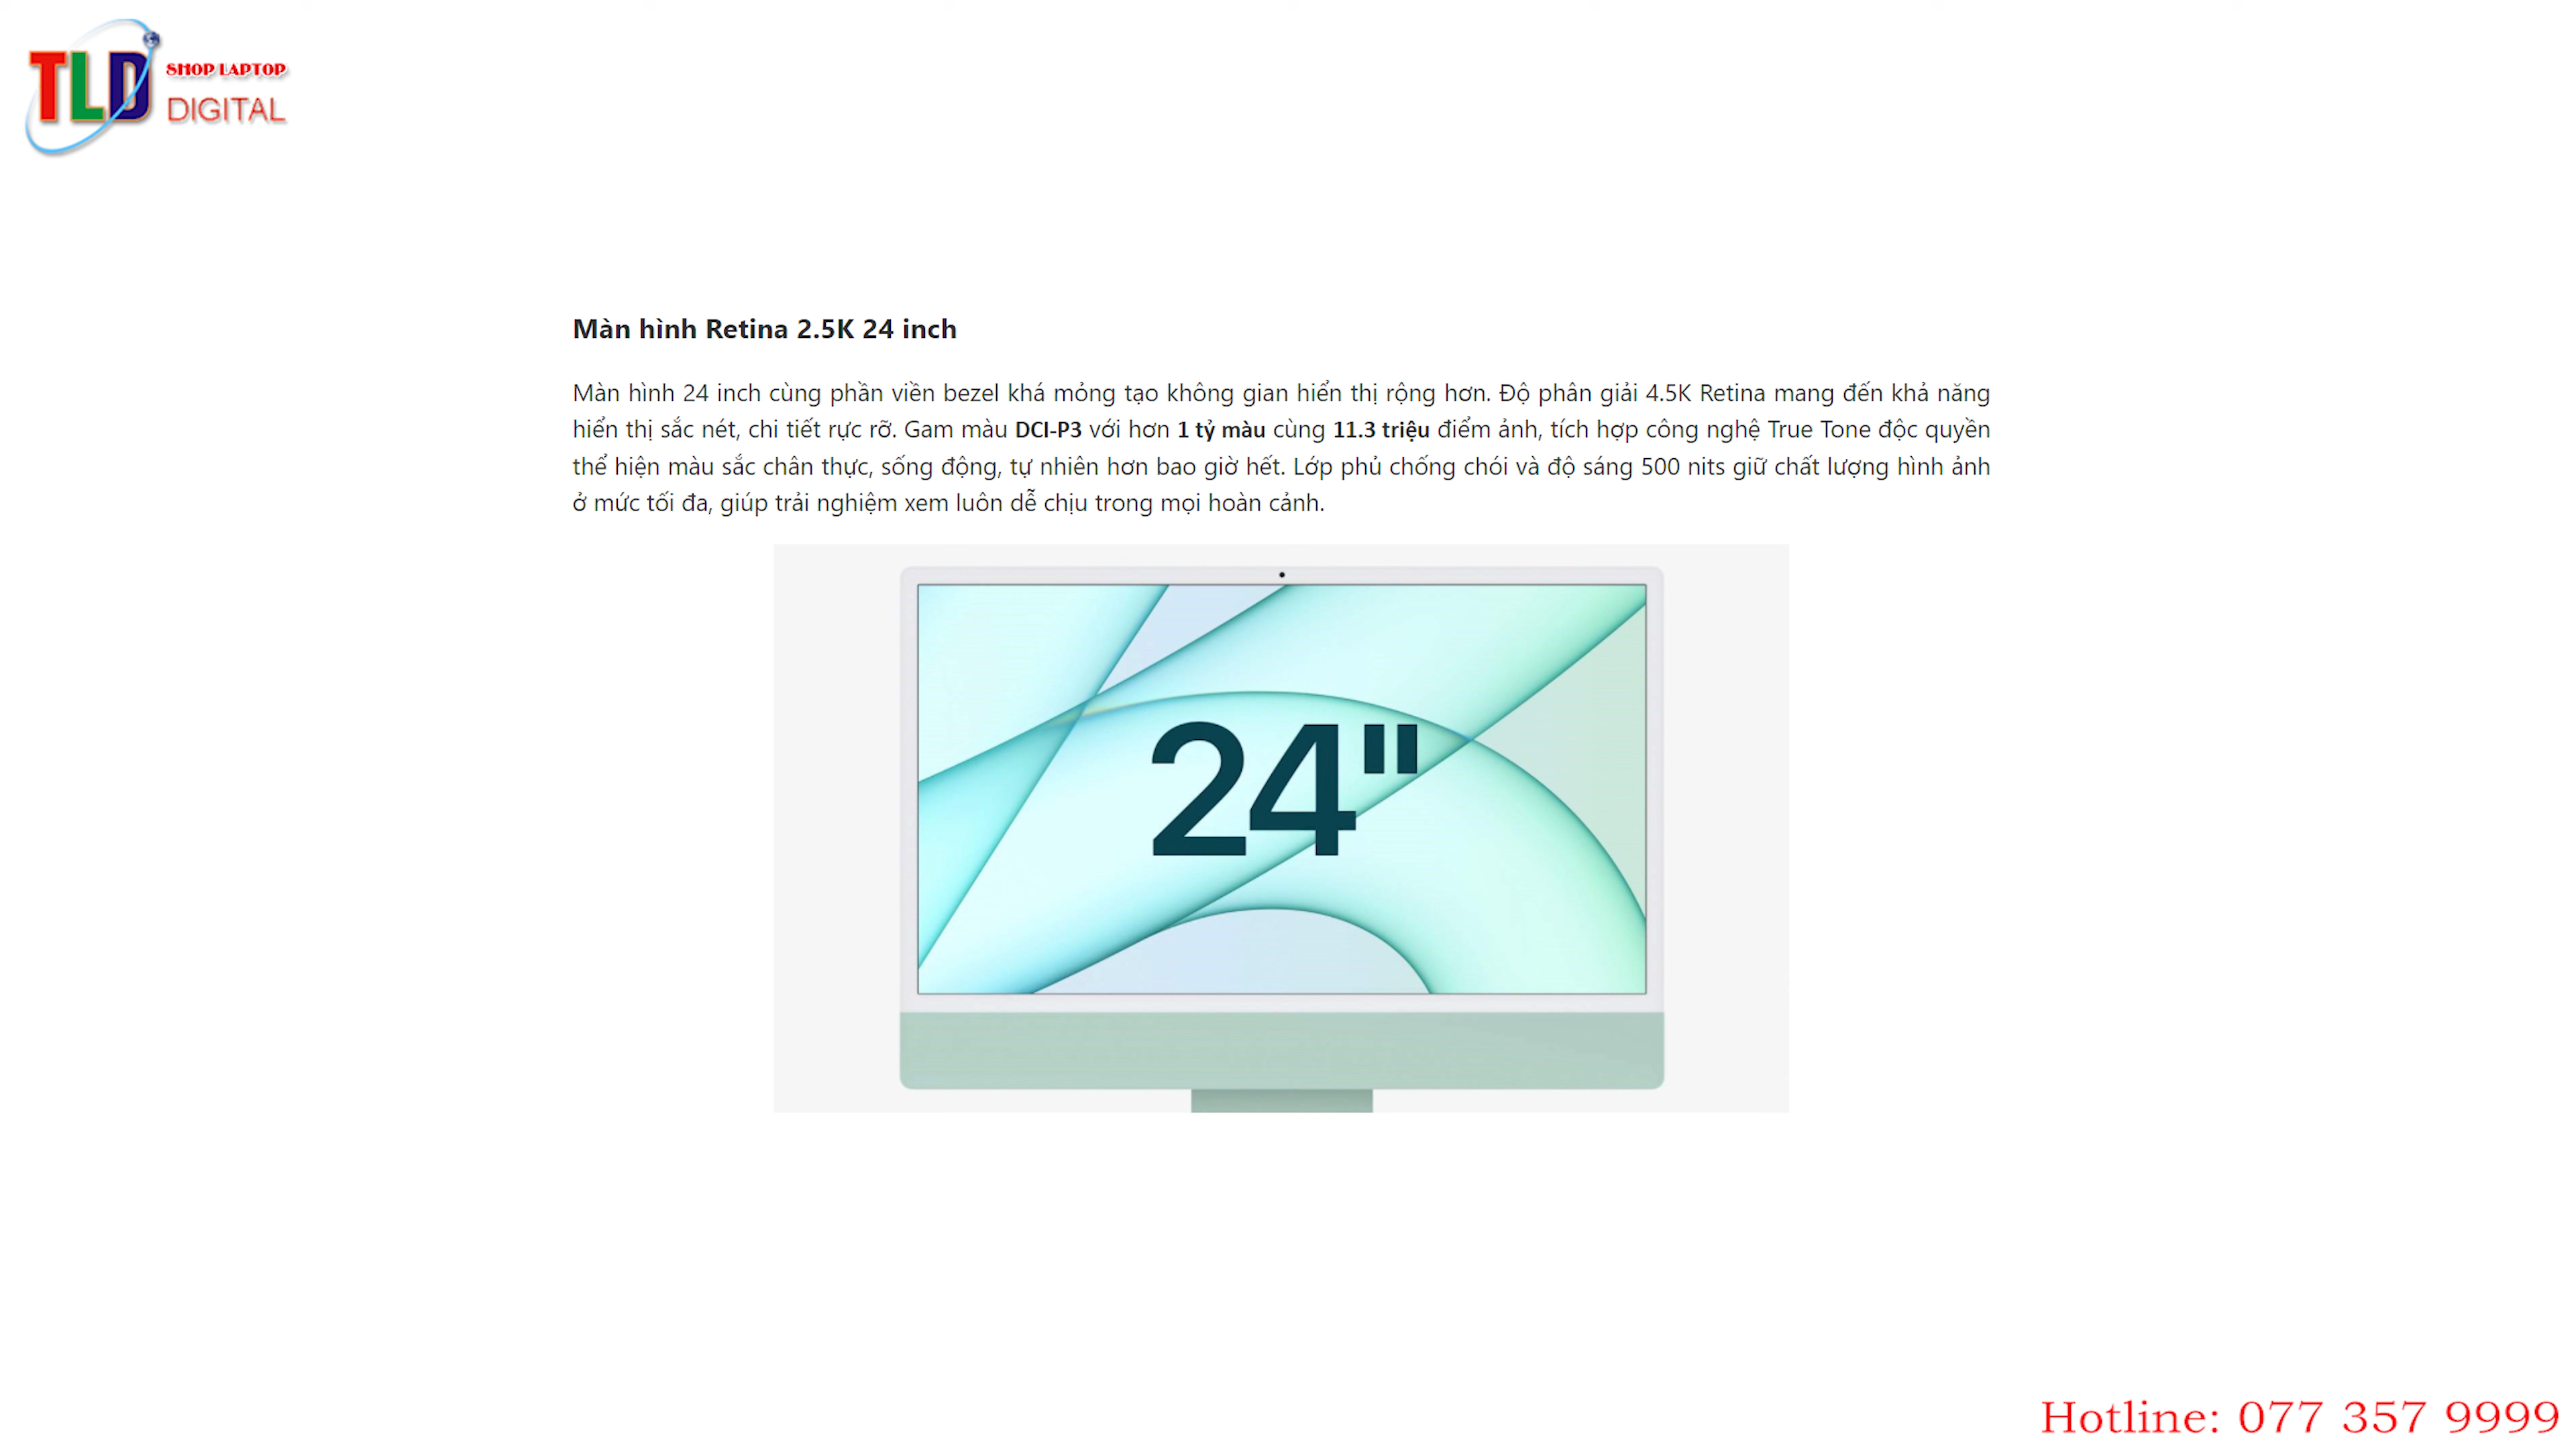 TLD
SHOP LAPTOP
DIGITAL
Màn hình Retina 2.5K 24 inch
Màn hình 24 inch cùng phần viền bezel khá mỏng tạo không gian hiển thị rộng hơn. Độ phân giải 4.5K Retina mang đến khả năng
hiển thị sắc nét, chi tiết rực rỡ. Gam màu DCI-P3 với hơn 1 tỷ màu cùng 11.3 triệu điểm ảnh, tích hợp công nghệ True Tone độc quyền
thể hiện màu sắc chân thực, sống động, tự nhiên hơn bao giờ hết. Lớp phủ chống chói và độ sáng 500 nits giữ chất lượng hình ảnh
ở mức tối đa, giúp trải nghiệm xem luôn dễ chịu trong mọi hoàn cảnh.
24"
Hotline: 077 357 9999